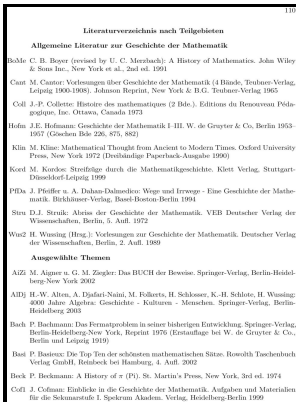 110
Literaturverzeichnis nach Teilgebieten
Allgemeine Literatur zur Geschichte der Mathematik
BoMe C. B. Boyer (revised by U. C. Merzbach): A History of Mathematics. John Wiley
& Sons Inc., New York et al., 2nd ed. 1991
Cant M. Cantor: Vorlesungen über Geschichte der Mathematik (4 Bände, Teubner-Verlag,
Leipzig 1900-1908). Johnson Reprint, New York & B.G. Teubner-Verlag 1965
Coll J.-P. Collette: Histoire des mathematiques (2 Bde.). Editions du Renouveau Péda-
gogique, Inc. Ottawa, Canada 1973
Hofm J.E. Hofmann: Geschichte der Mathematik I–III. W. de Gruyter & Co, Berlin 1953–
1957 (Göschen Bde 226, 875, 882)
Klin M. Kline: Mathematical Thought from Ancient to Modern Times. Oxford University
Press, New York 1972 (Dreibändige Paperback-Ausgabe 1990)
Kord M. Kordos: Streifzüge durch die Mathematikgeschichte. Klett Verlag, Stuttgart-
Düsseldorf-Leipzig 1999
PfDa J. Pfeiffer u. A. Dahan-Dalmedico: Wege und Irrwege - Eine Geschichte der Mathe-
matik. Birkhäuser-Verlag, Basel-Boston-Berlin 1994
Stru D.J. Struik: Abriss der Geschichte der Mathematik. VEB Deutscher Verlag der
Wissenschaften, Berlin, 5. Aufl. 1972
Wus2 H. Wussing (Hrsg.): Vorlesungen zur Geschichte der Mathematik. Deutscher Verlag
der Wissenschaften, Berlin, 2. Aufl. 1989
Ausgewählte Themen
AiZi M. Aigner u. G. M. Ziegler: Das BUCH der Beweise. Springer-Verlag, Berlin-Heidel-
berg-New York 2002
AlDj H.-W. Alten, A. Djafari-Naini, M. Folkerts, H. Schlosser, K.-H. Schlote, H. Wussing:
4000 Jahre Algebra: Geschichte - Kulturen - Menschen. Springer-Verlag, Berlin-
Heidelberg 2003
Bach P. Bachmann: Das Fermatproblem in seiner bisherigen Entwicklung. Springer-Verlag,
Berlin-Heidelberg-New York, Reprint 1976 (Erstauflage bei W. de Gruyter & Co.,
Berlin und Leipzig 1919)
Basi P. Basieux: Die Top Ten der schönsten mathematischen Sätze. Rowolth Taschenbuch
Verlag GmbH, Reinbeck bei Hamburg, 4. Aufl. 2002
Beck P. Beckmann: A History of π (Pi). St. Martin's Press, New York, 3rd ed. 1974
Cof1 J. Cofman: Einblicke in die Geschichte der Mathematik. Aufgaben und Materialien
für die Sekundarstufe I. Spekrum Akadem. Verlag, Heidelberg-Berlin 1999